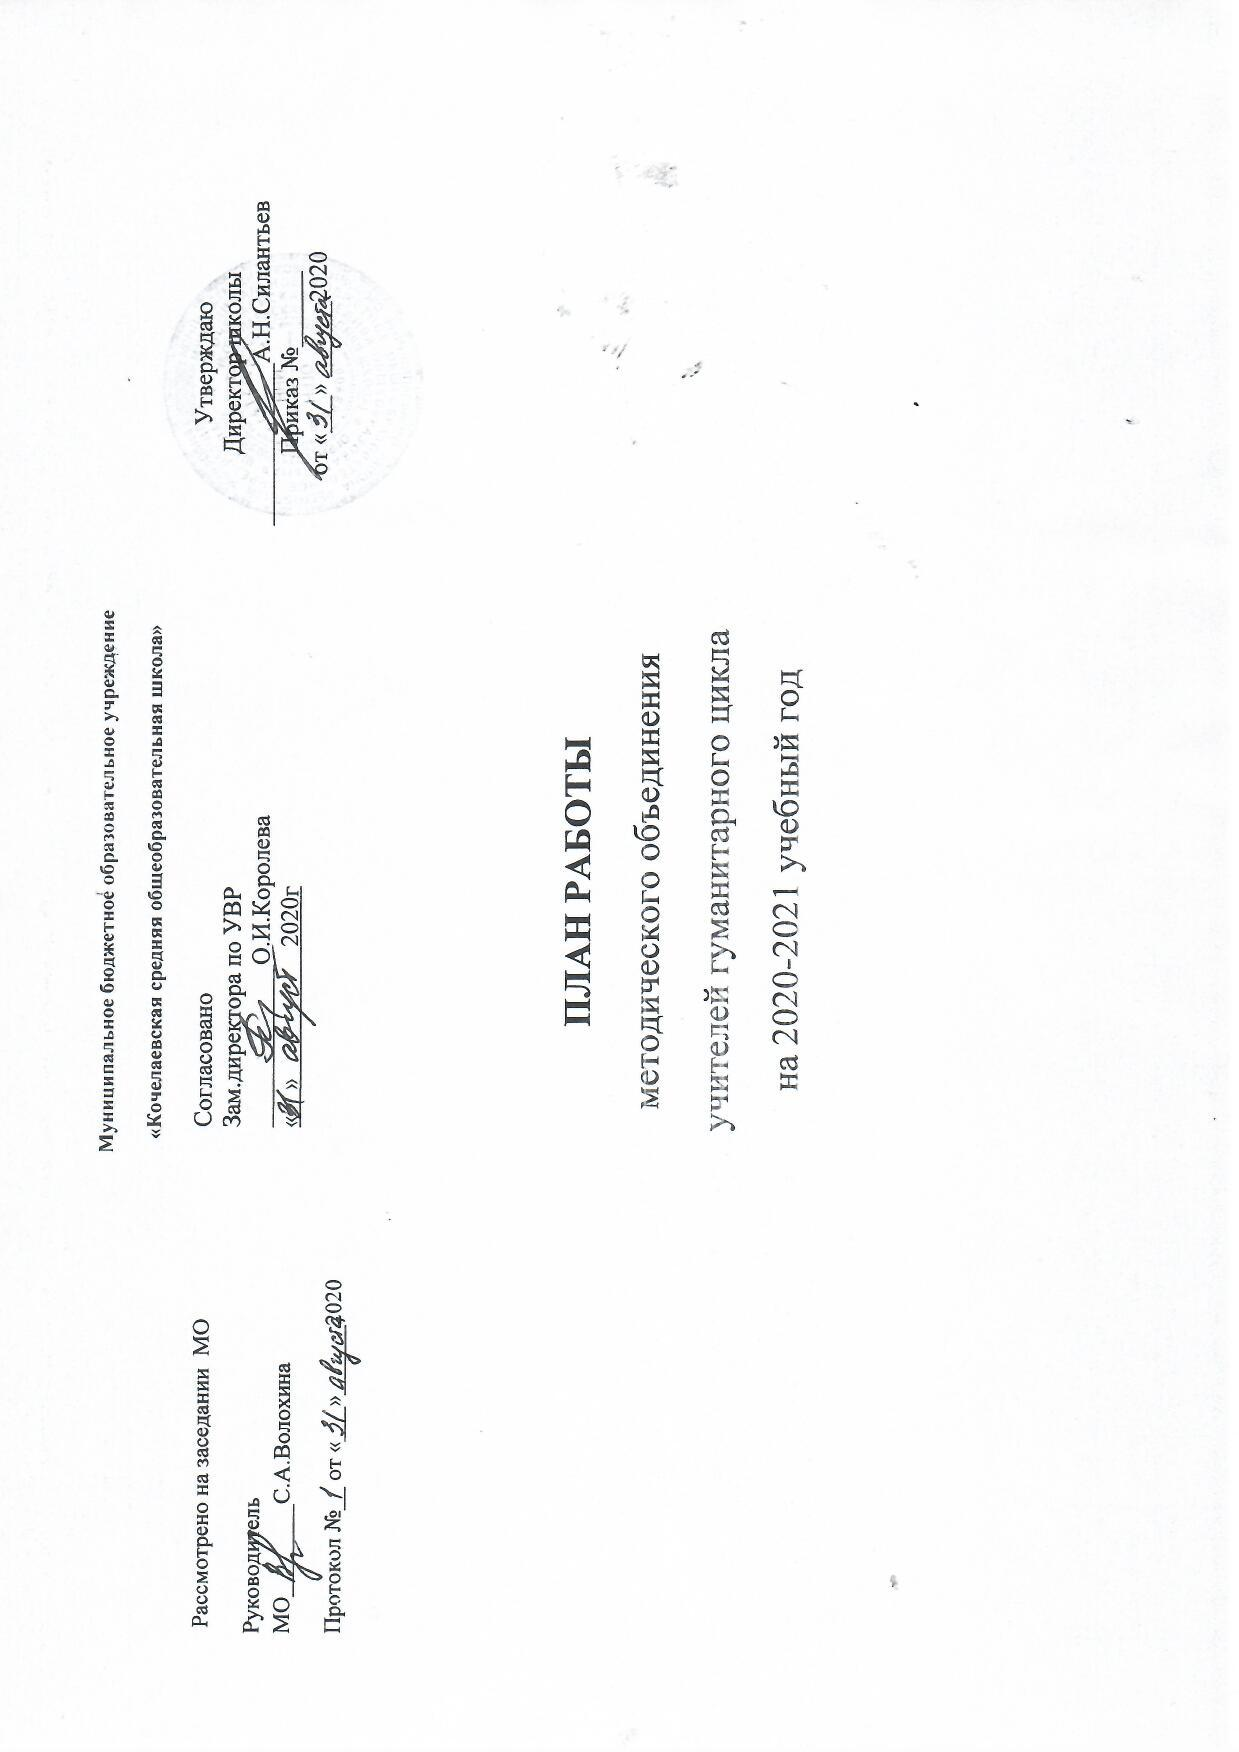 Муниципальное бюджетное образовательное учреждение
«Кочелаевская средняя общеобразовательная школа»
Рассмотрено на заседании МО
Руководитель
МО С.А.Волохина
Протокол № 1 от «31» августа 2020
Согласовано
Зам.директора по УВР
О.И.Королева
«31» август 2020г
Утверждаю
Директор школы
А.Н.Силантьев
Приказ №
от «31» августа 2020
ПЛАН РАБОТЫ
методического объединения
учителей гуманитарного цикла
на 2020-2021 учебный год